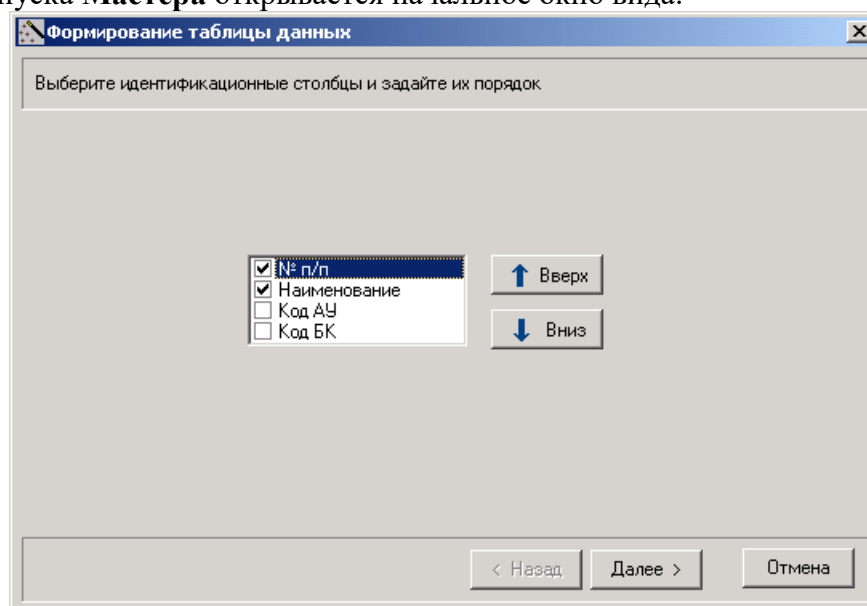 пуска Мастера открывается начальное окно вида:
Формирование таблицы данных
Выберите идентификационные столбцы и задайте их порядок
№ п/п
Наименование
Код АУ
Код БК
Вверх
Вниз
< Назад
Далее >
Отмена